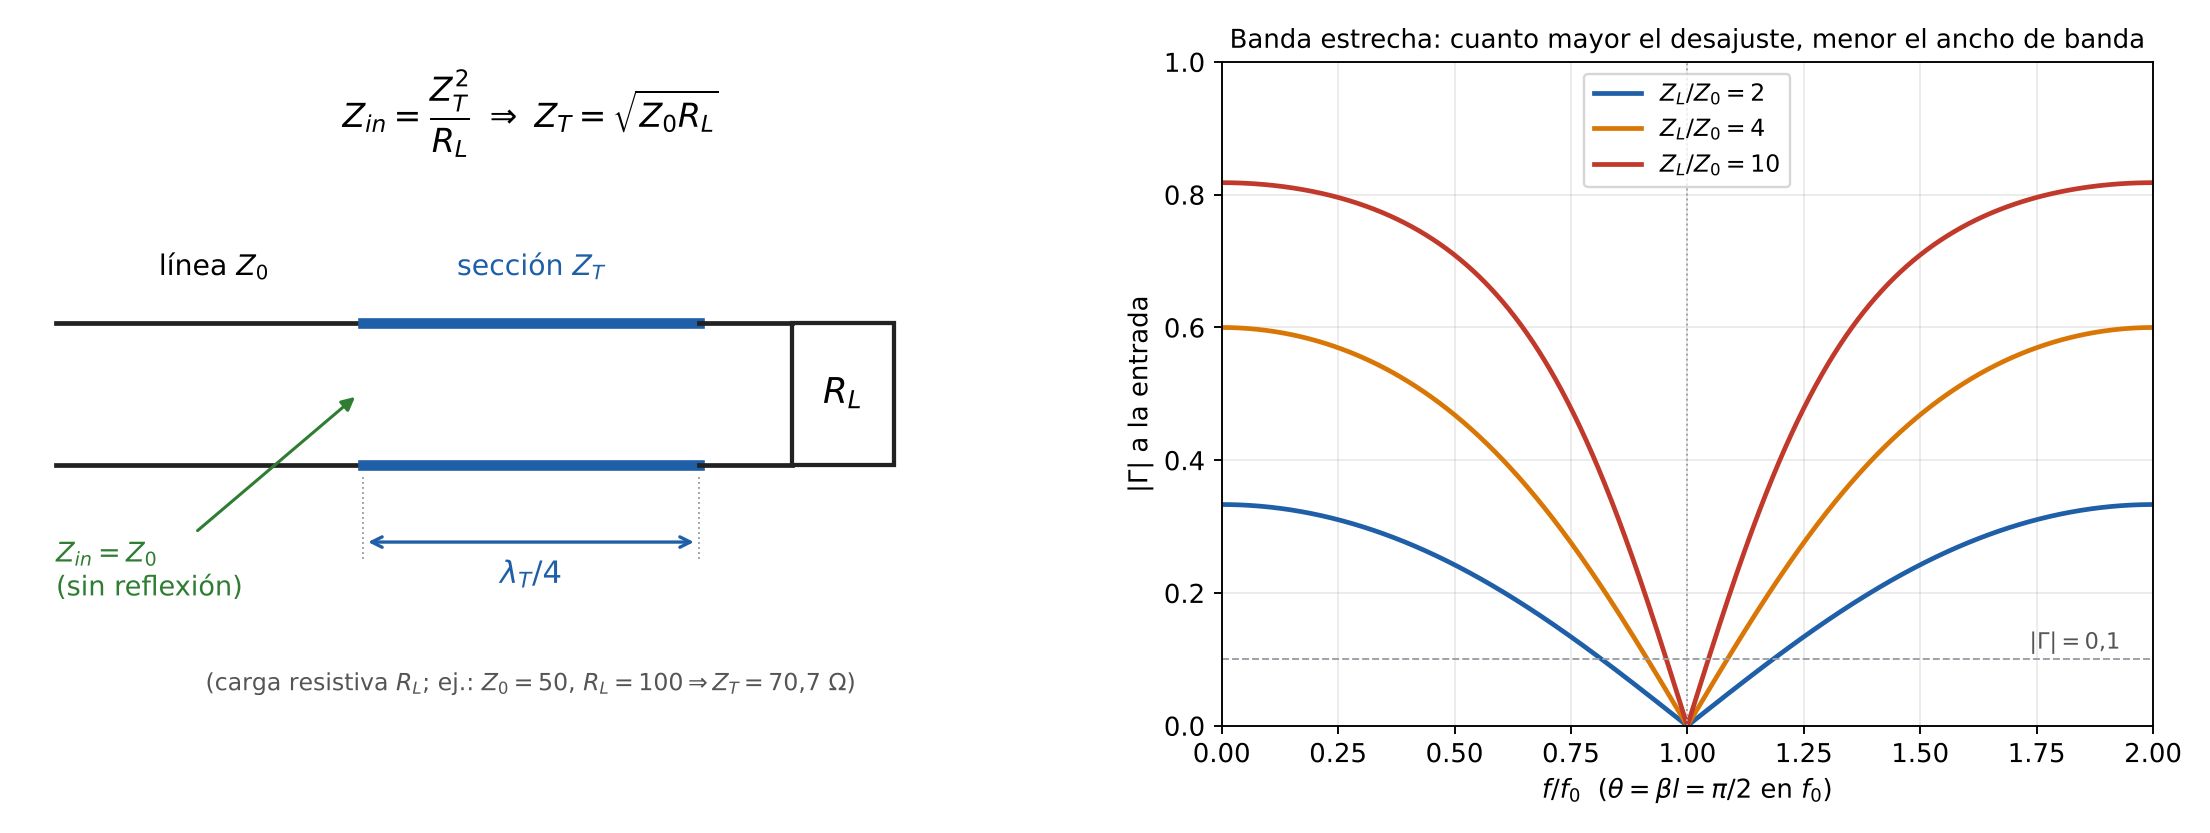 Z_in = Z_T^2 / R_L ⇒ Z_T = √(Z_0 R_L)
línea Z_0
sección Z_T
R_L
Z_in = Z_0
(sin reflexión)
λ_T/4
(carga resistiva R_L; ej.: Z_0 = 50, R_L = 100 ⇒ Z_T = 70,7 Ω)
Banda estrecha: cuanto mayor el desajuste, menor el ancho de banda
Z_L/Z_0 = 2
Z_L/Z_0 = 4
Z_L/Z_0 = 10
|Γ| a la entrada
1.0
0.8
0.6
0.4
0.2
0.0
|Γ| = 0,1
0.00 0.25 0.50 0.75 1.00 1.25 1.50 1.75 2.00
f/f_0 (θ = βl = π/2 en f_0)